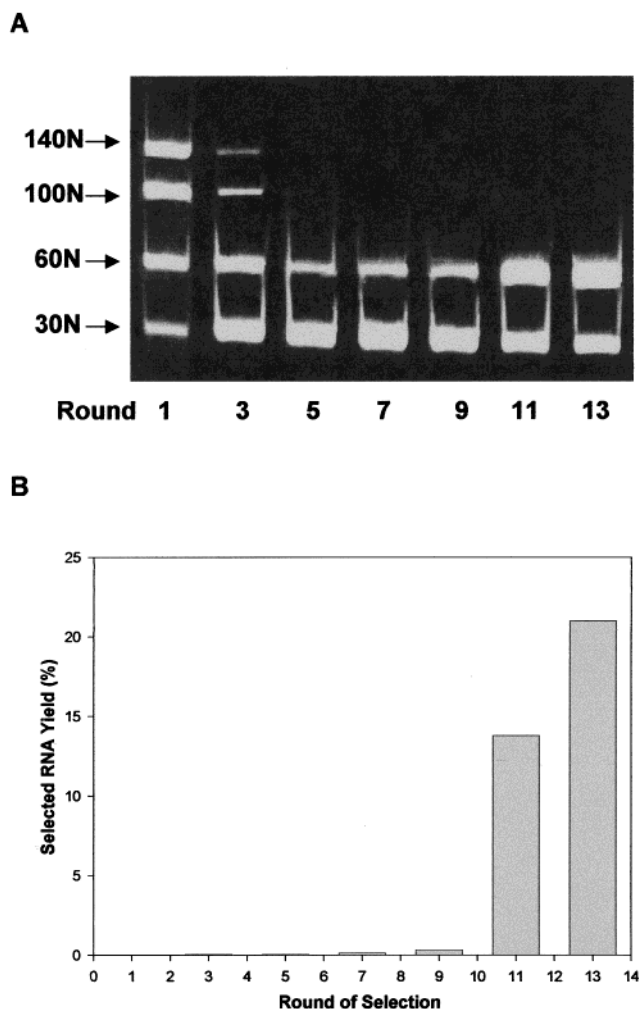 A
140N
100N
60N
30N
Round 1 3 5 7 9 11 13
B
25
20
15
10
5
0
Selected RNA Yield (%)
0 1 2 3 4 5 6 7 8 9 10 11 12 13 14
Round of Selection